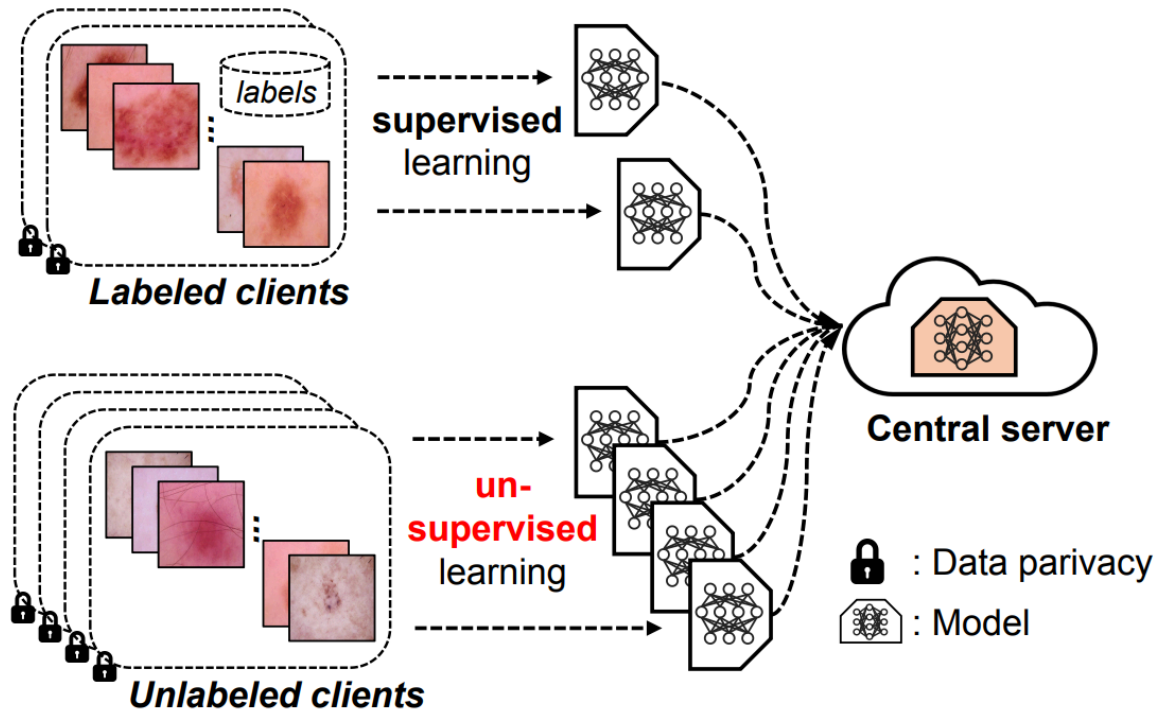 labels
supervised
learning
Labeled clients
Central server
un-
supervised
learning
Unlabeled clients
: Data parivacy
: Model